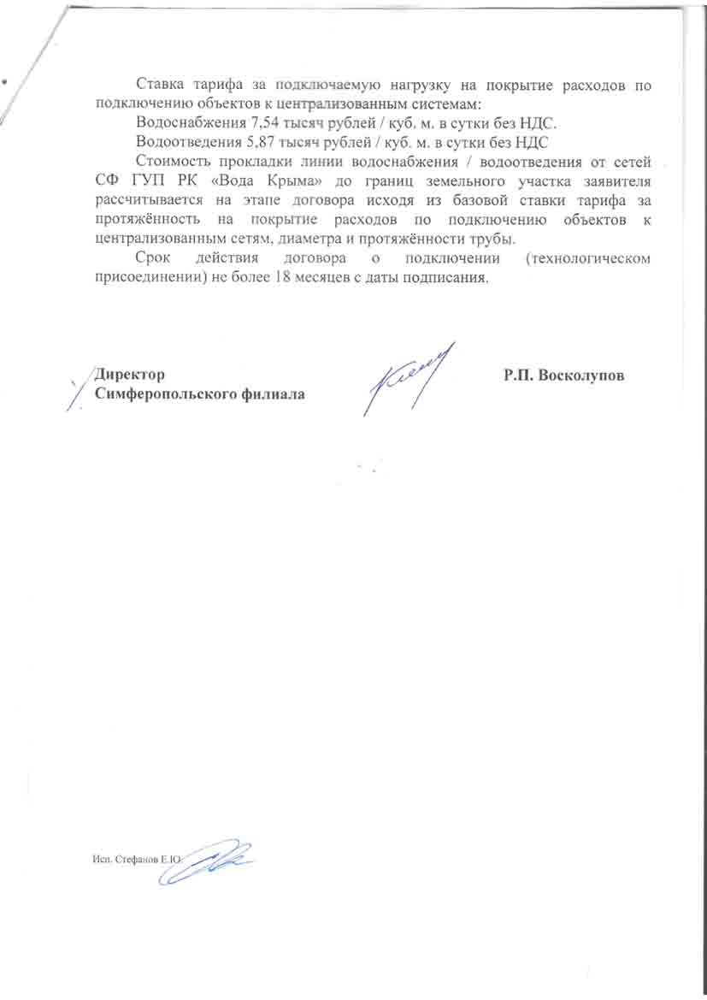 Ставка тарифа за подключаемую нагрузку на покрытие расходов по
подключению объектов к централизованным системам:
Водоснабжения 7,54 тысяч рублей / куб. м. в сутки без НДС.
Водоотведения 5,87 тысяч рублей / куб. м. в сутки без НДС
Стоимость прокладки линии водоснабжения / водоотведения от сетей
СФ ГУП РК «Вода Крыма» до границ земельного участка заявителя
рассчитывается на этапе договора исходя из базовой ставки тарифа за
протяжённость на покрытие расходов по подключению объектов к
централизованным сетям, диаметра и протяжённости трубы.
Срок действия договора о подключении (технологическом
присоединении) не более 18 месяцев с даты подписания.
Директор Р.П. Восколупов
Симферопольского филиала
Исп. Стефанов Е.Ю.